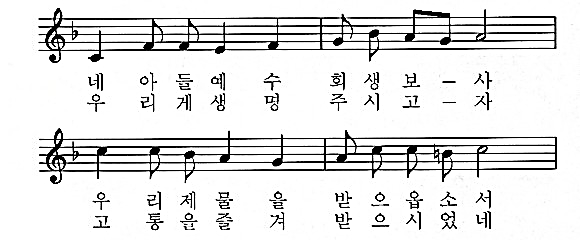 네 아 들 예 수 희 생 보 – 사
우 리 게 생 명 주 시 고 – 자
우 리 제 물 을 받 으 옵 소 서
고 통 을 즐 겨 받 으 시 었 네